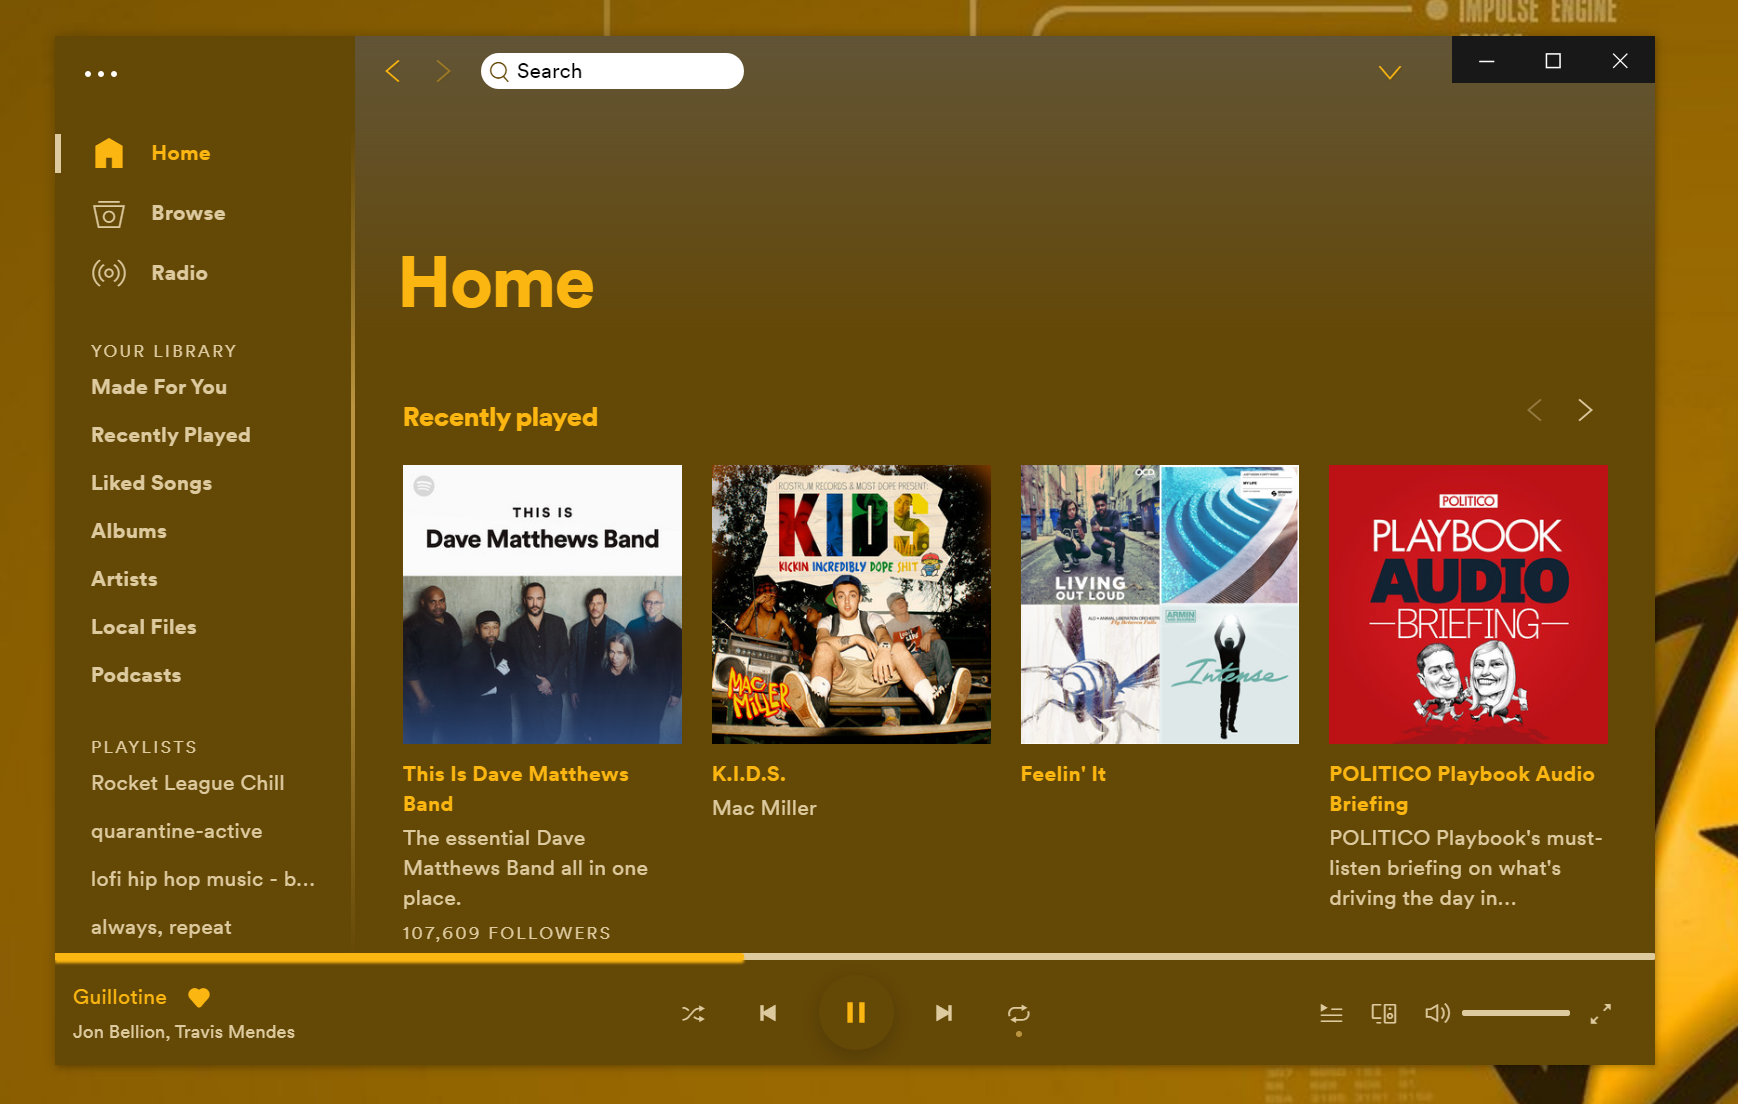 IMPULSE ENGINE
Search
Home
Browse
Radio
YOUR LIBRARY
Made For You
Recently Played
Liked Songs
Albums
Artists
Local Files
Podcasts
PLAYLISTS
Rocket League Chill
quarantine-active
lofi hip hop music - b...
always, repeat
Home
Recently played
THIS IS
Dave Matthews Band
This Is Dave Matthews
Band
The essential Dave
Matthews Band all in one
place.
107,609 FOLLOWERS
ROSTRUM RECORDS & MOST DOPE PRESENT:
KIDS
KICKIN INCREDIBLY DOPE SHIT
MAC
MILLER
K.I.D.S.
Mac Miller
OCD
LIVING
OUT LOUD
MY LIFE
ARMIN
Intense
Feelin' It
POLITICO
PLAYBOOK
AUDIO
BRIEFING
POLITICO Playbook Audio
Briefing
POLITICO Playbook's must-
listen briefing on what's
driving the day in...
Guillotine
Jon Bellion, Travis Mendes